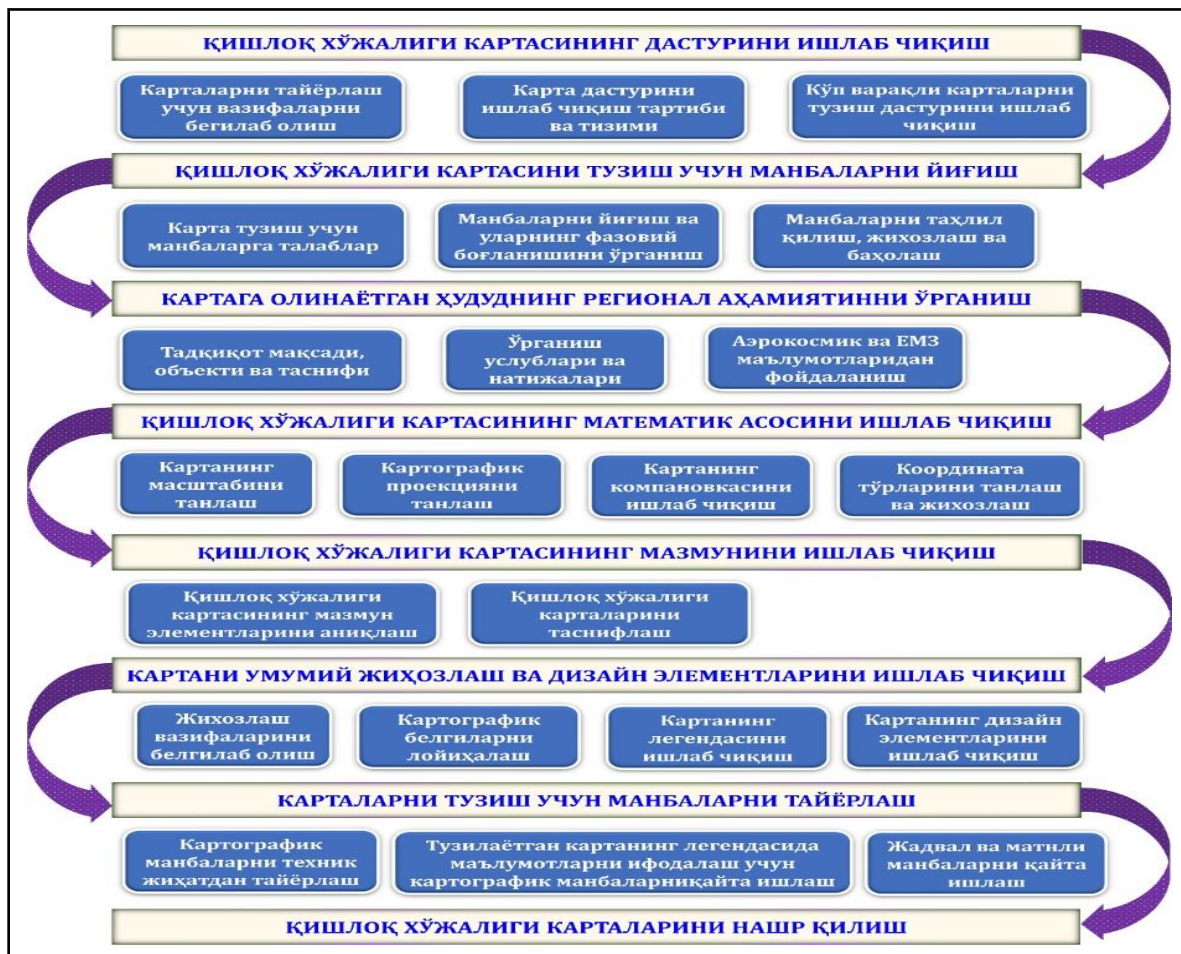 ҚИШЛОҚ ХЎЖАЛИГИ КАРТАСИНИНГ ДАСТУРИНИ ИШЛАБ ЧИҚИШ
Карталарни тайёрлаш
учун вазифаларни
бегилаб олиш
Карта дастурини
ишлаб чиқиш тартиби
ва тизими
Кўп варақли карталарни
тузиш дастурини ишлаб
чиқиш
ҚИШЛОҚ ХЎЖАЛИГИ КАРТАСИНИ ТУЗИШ УЧУН МАНБАЛАРНИ ЙИҒИШ
Карта тузиш учун
манбаларга талаблар
Манбаларни йиғиш ва
уларнинг фазовий
боғланишини ўрганиш
Манбаларни таҳлил
қилиш, жихозлаш ва
баҳолаш
КАРТАГА ОЛИНАЁТГАН ҲУДУДНИНГ РЕГИОНАЛ АҲАМИЯТИННИ ЎРГАНИШ
Тадқиқот мақсади,
объекти ва таснифи
Ўрганиш
услублари ва
натижалари
Аэрокосмик ва ЕМЗ
маълумотларидан
фойдаланиш
ҚИШЛОҚ ХЎЖАЛИГИ КАРТАСИНИНГ МАТЕМАТИК АСОСИНИ ИШЛАБ ЧИҚИШ
Картанинг
масштабини
танлаш
Картографик
проекцияни
танлаш
Картанинг
компановкасини
ишлаб чиқиш
Координата
тўрларини танлаш
ва жихозлаш
ҚИШЛОҚ ХЎЖАЛИГИ КАРТАСИНИНГ МАЗМУНИНИ ИШЛАБ ЧИҚИШ
Қишлоқ хўжалиги
картасининг мазмун
элементларини аниқлаш
Қишлоқ хўжалиги
карталарини
таснифлаш
КАРТАНИ УМУМИЙ ЖИҲОЗЛАШ ВА ДИЗАЙН ЭЛЕМЕНТЛАРИНИ ИШЛАБ ЧИҚИШ
Жихозлаш
вазифаларини
белгилаб олиш
Картографик
белгиларни
лойиҳалаш
Картанинг
легендасини
ишлаб чиқиш
Картанинг дизайн
элементларини
ишлаб чиқиш
КАРТАЛАРНИ ТУЗИШ УЧУН МАНБАЛАРНИ ТАЙЁРЛАШ
Картографик
манбаларни техник
жиҳатдан тайёрлаш
Тузилаётган картанинг легендасида
маълумотларни ифодалаш учун
картографик манбаларниқайта ишлаш
Жадвал ва матнли
манбаларни қайта
ишлаш
ҚИШЛОҚ ХЎЖАЛИГИ КАРТАЛАРИНИ НАШР ҚИЛИШ